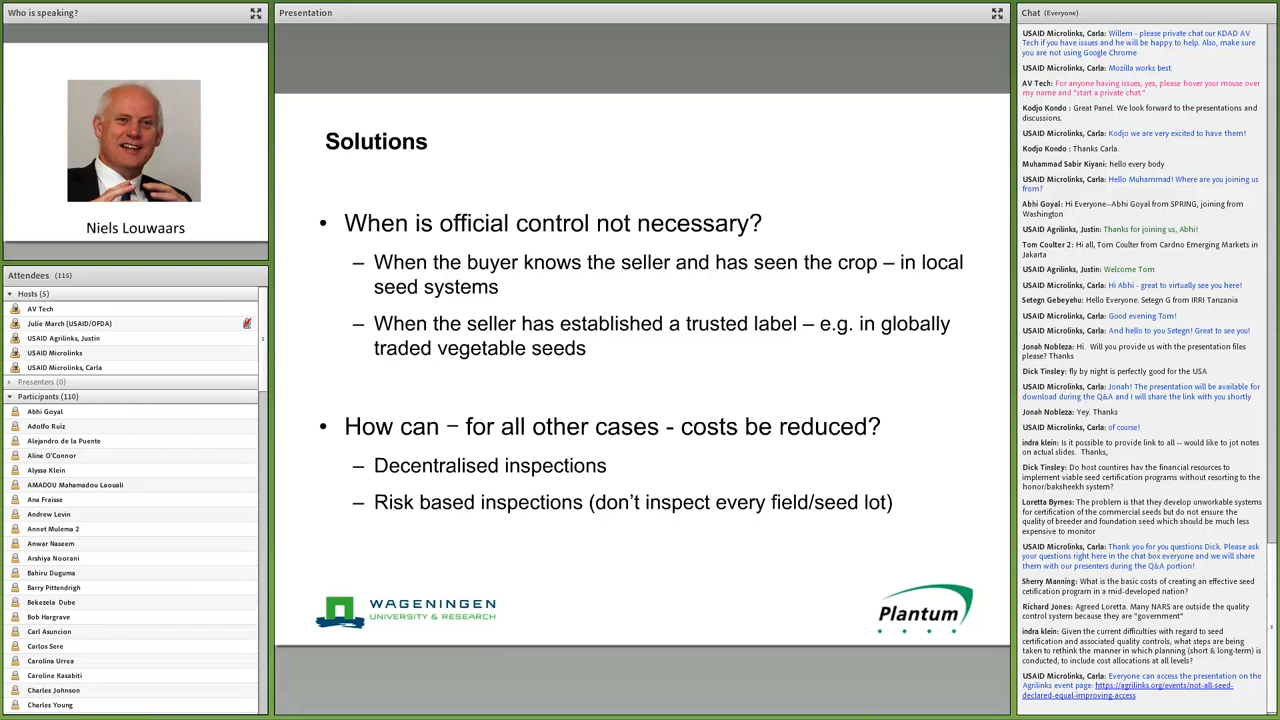 Who is speaking?
Niels Louwaars
Attendees (115)
Hosts (5)
AV Tech
Julie March (USAID/OFDA)
USAID Agrilinks, Justin
USAID Microlinks
USAID Microlinks, Carla
Presenters (0)
Participants (110)
Abhi Goyal
Adolfo Ruiz
Alejandro de la Puente
Aline O'Connor
Alyssa Klein
AMADOU Mahamadou Laouali
Ana Fraisse
Andrew Levin
Annet Mulema 2
Anwar Naseem
Arshiya Noorani
Bahiru Duguma
Barry Pittendrigh
Bekezela Dube
Bob Hargrave
Carl Asuncion
Carlos Sere
Carolina Urrea
Caroline Kasabiti
Charles Johnson
Charles Young
Presentation
Solutions
• When is official control not necessary?
– When the buyer knows the seller and has seen the crop – in local
seed systems
– When the seller has established a trusted label – e.g. in globally
traded vegetable seeds
• How can – for all other cases - costs be reduced?
– Decentralised inspections
– Risk based inspections (don't inspect every field/seed lot)
WAGENINGEN
UNIVERSITY & RESEARCH
Plantum
Chat (Everyone)
USAID Microlinks, Carla: Willem - please private chat our KDAD AV
Tech if you have issues and he will be happy to help. Also, make sure
you are not using Google Chrome
USAID Microlinks, Carla: Mozilla works best.
AV Tech: For anyone having issues, yes, please hover your mouse over
my name and "start a private chat."
Kodjo Kondo : Great Panel. We look forward to the presentations and
discussions.
USAID Microlinks, Carla: Kodjo we are very excited to have them!
Kodjo Kondo : Thanks Carla.
Muhammad Sabir Kiyani: hello every body
USAID Microlinks, Carla: Hello Muhammad! Where are you joining us
from?
Abhi Goyal: Hi Everyone--Abhi Goyal from SPRING, joining from
Washington
USAID Agrilinks, Justin: Thanks for joining us, Abhi!
Tom Coulter 2: Hi all, Tom Coulter from Cardno Emerging Markets in
Jakarta
USAID Agrilinks, Justin: Welcome Tom
USAID Microlinks, Carla: Hi Abhi - great to virtually see you here!
Setegn Gebeyehu: Hello Everyone. Setegn G from IRRI Tanzania
USAID Microlinks, Carla: Good evening Tom!
USAID Microlinks, Carla: And hello to you Setegn! Great to see you!
Jonah Nobleza: Hi. Will you provide us with the presentation files
please? Thanks
Dick Tinsley: fly by night is perfectly good for the USA
USAID Microlinks, Carla: Jonah! The presentation will be available for
download during the Q&A and I will share the link with you shortly
Jonah Nobleza: Yey. Thanks
USAID Microlinks, Carla: of course!
indra klein: Is it possible to provide link to all -- would like to jot notes
on actual slides. Thanks,
Dick Tinsley: Do host countries hav the financial resources to
implement viable seed certification programs without resorting to the
honor/baksheekh system?
Loretta Byrnes: The problem is that they develop unworkable systems
for certification of the commercial seeds but do not ensure the
quality of breeder and foundation seed which should be much less
expensive to monitor
USAID Microlinks, Carla: Thank you for you questions Dick. Please ask
your questions right here in the chat box everyone and we will share
them with our presenters during the Q&A portion!
Sherry Manning: What is the basic costs of creating an effective seed
cetification program in a mid-developed nation?
Richard Jones: Agreed Loretta. Many NARS are outside the quality
control system because they are "government"
indra klein: Given the current difficulties with regard to seed
certification and associated quality controls, what steps are being
taken to rethink the manner in which planning (short & long-term) is
conducted, to include cost allocations at all levels?
USAID Microlinks, Carla: Everyone can access the presentation on the
Agrilinks event page: https://agrilinks.org/events/not-all-seed-
declared-equal-improving-access